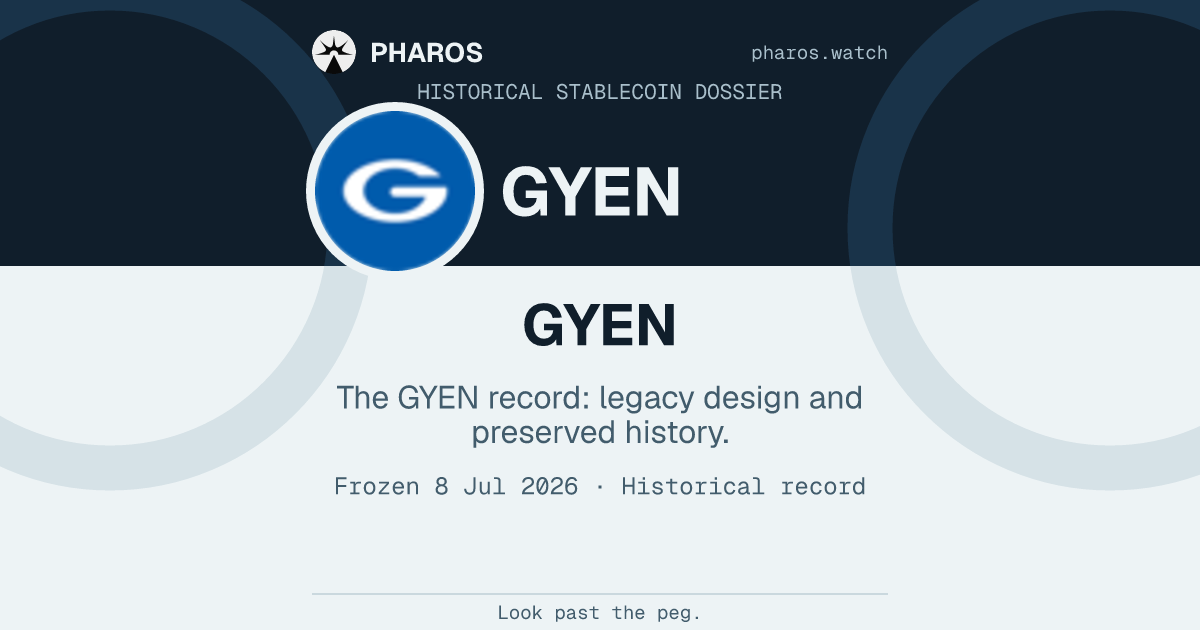 PHAROS
pharos.watch
HISTORICAL STABLECOIN DOSSIER
G
GYEN
GYEN
The GYEN record: legacy design and
preserved history.
Frozen 8 Jul 2026 · Historical record
Look past the peg.